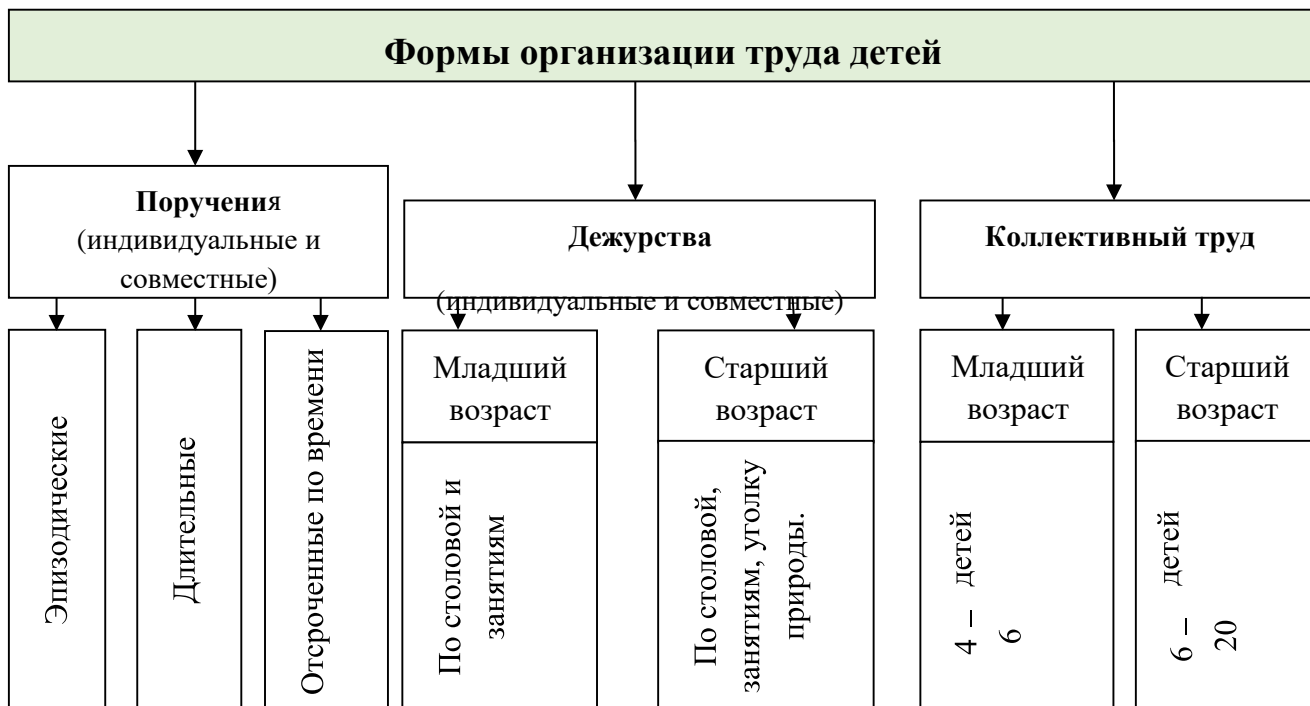 Формы организации труда детей
Поручения
(индивидуальные и
совместные)
Дежурства
(индивидуальные и совместные)
Коллективный труд
Эпизодические
Длительные
Отсроченные по времени
Младший
возраст
По столовой и
занятиям
Старший
возраст
По столовой,
занятиям, уголку
природы.
Младший
возраст
4 – детей
6
Старший
возраст
6 – детей
20